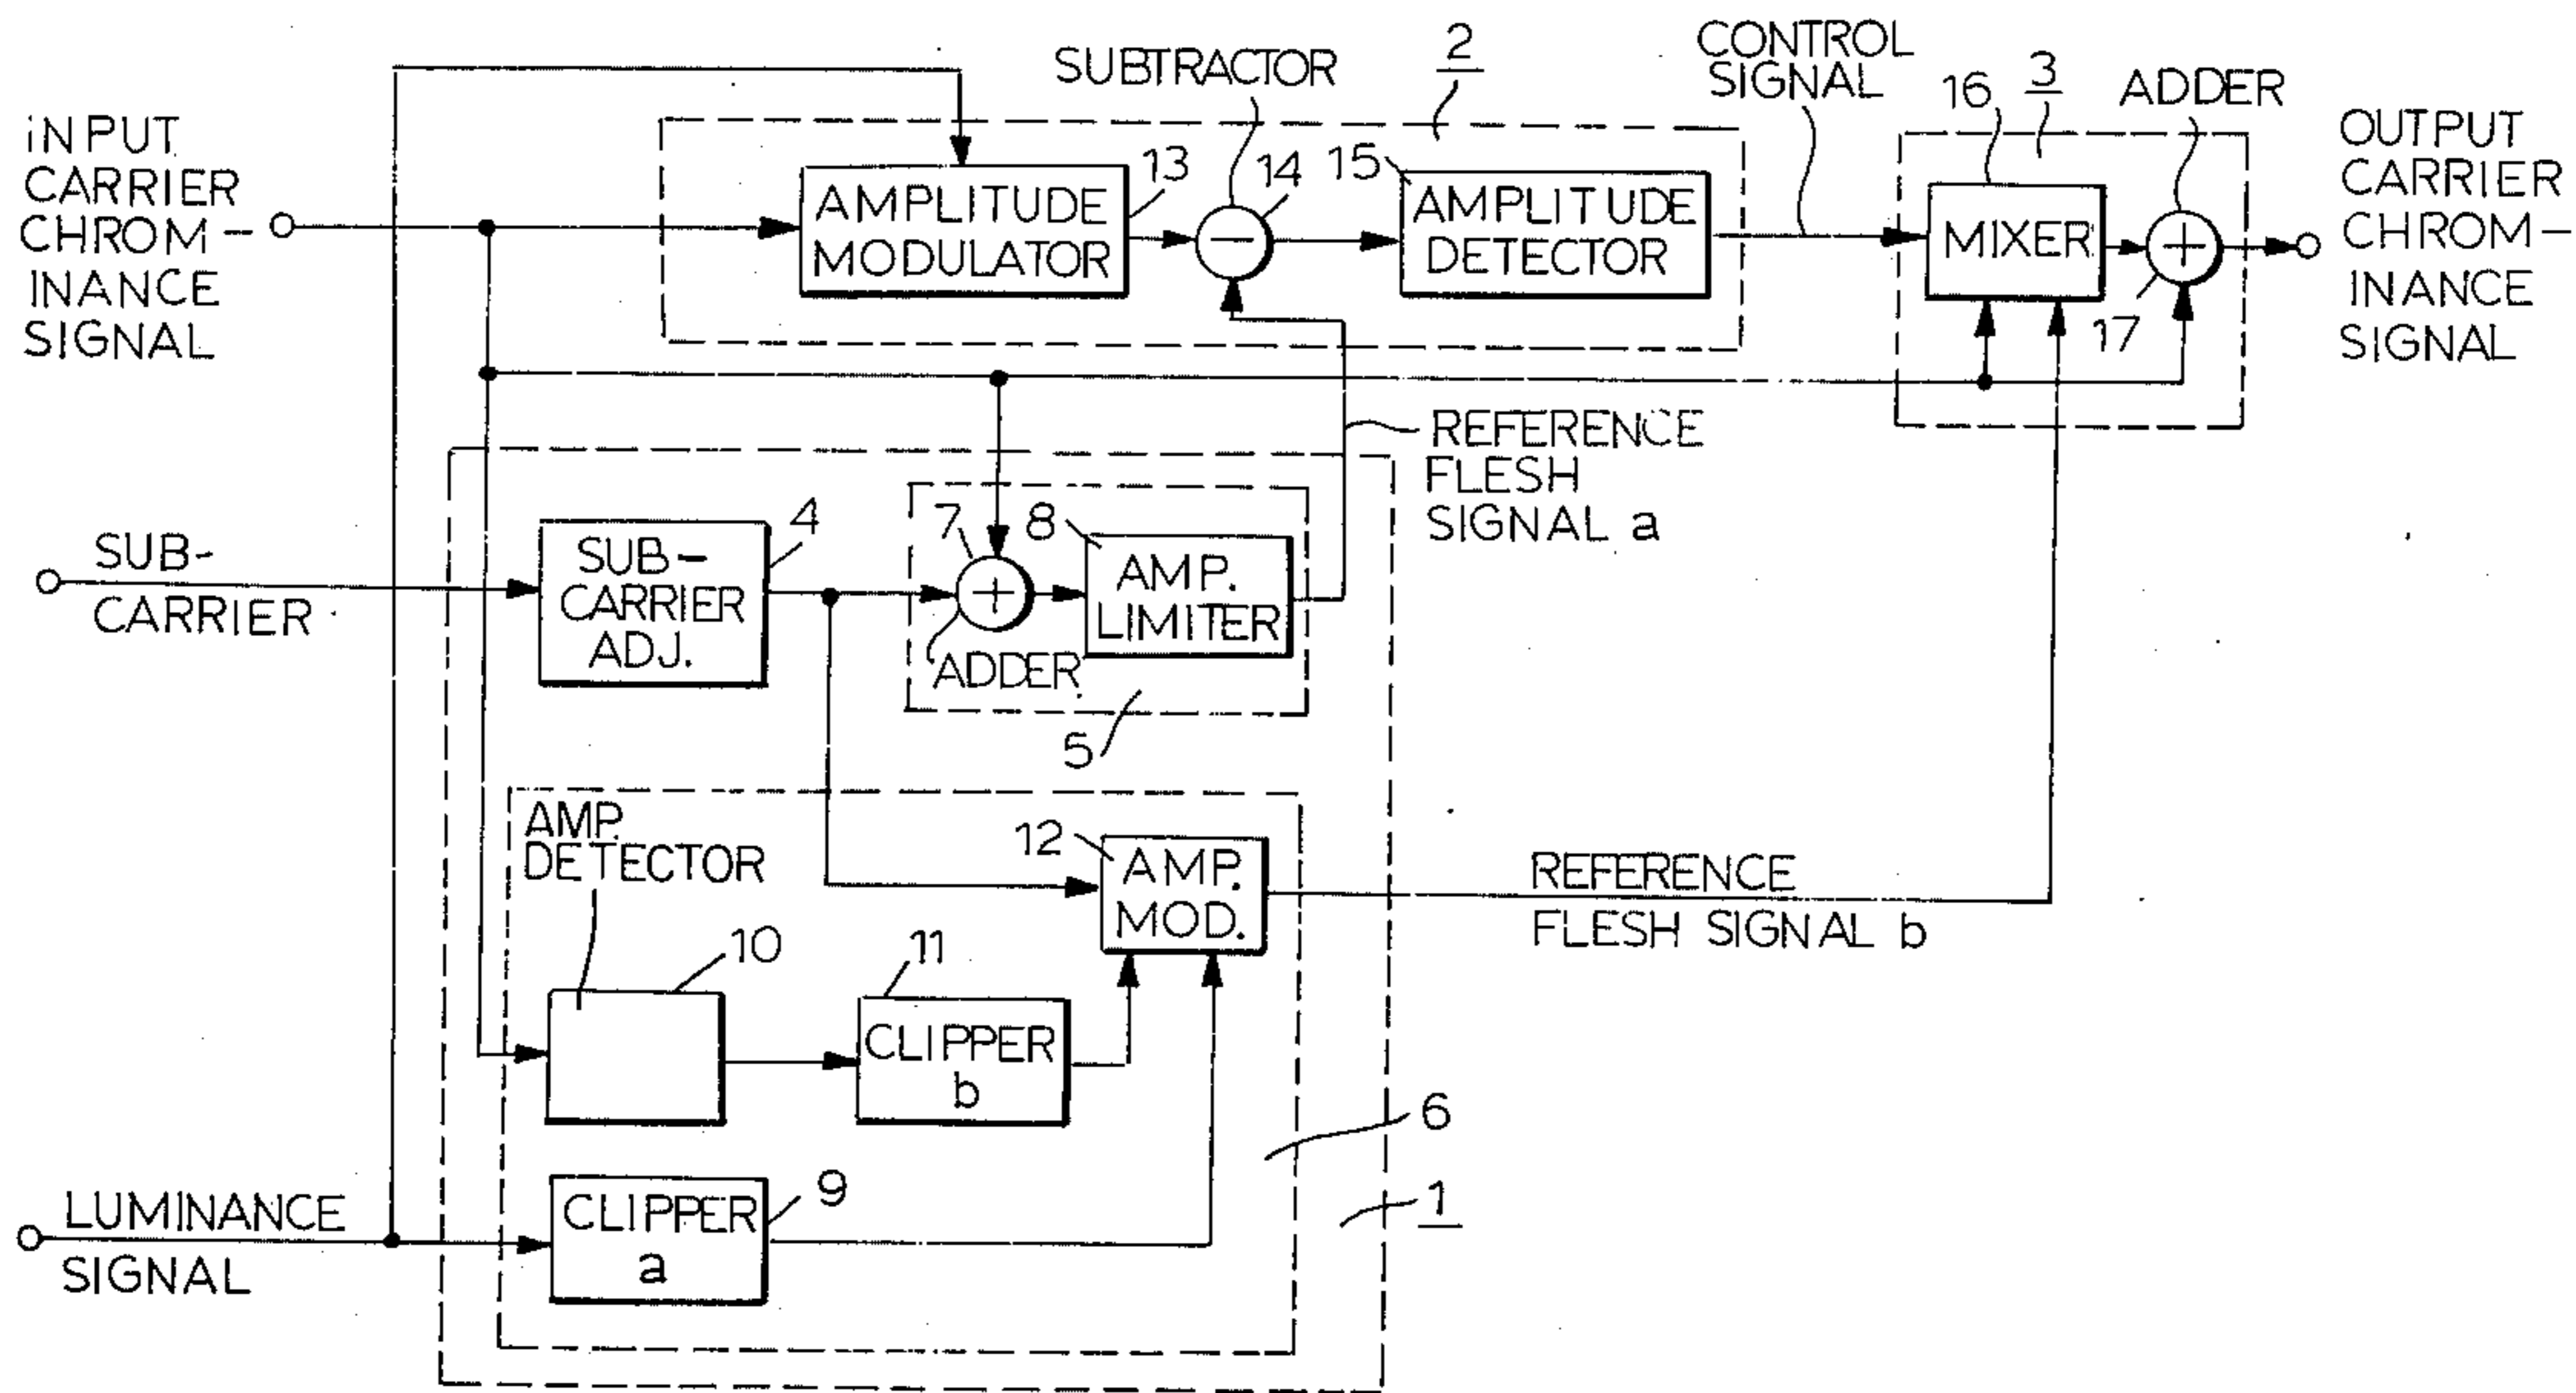 INPUT
CARRIER
CHROM-
INANCE
SIGNAL
SUBTRACTOR
2
CONTROL
SIGNAL
16
3
ADDER
OUTPUT
CARRIER
CHROM-
INANCE
SIGNAL
AMPLITUDE
MODULATOR
13
−
14
15
AMPLITUDE
DETECTOR
MIXER
+
17
REFERENCE
FLESH
SIGNAL a
SUB-
CARRIER
SUB-
CARRIER
ADJ.
4
7
+
ADDER
8
AMP.
LIMITER
5
AMP.
DETECTOR
10
11
CLIPPER
b
12
AMP.
MOD.
REFERENCE
FLESH SIGNAL b
6
1
LUMINANCE
SIGNAL
CLIPPER
a
9